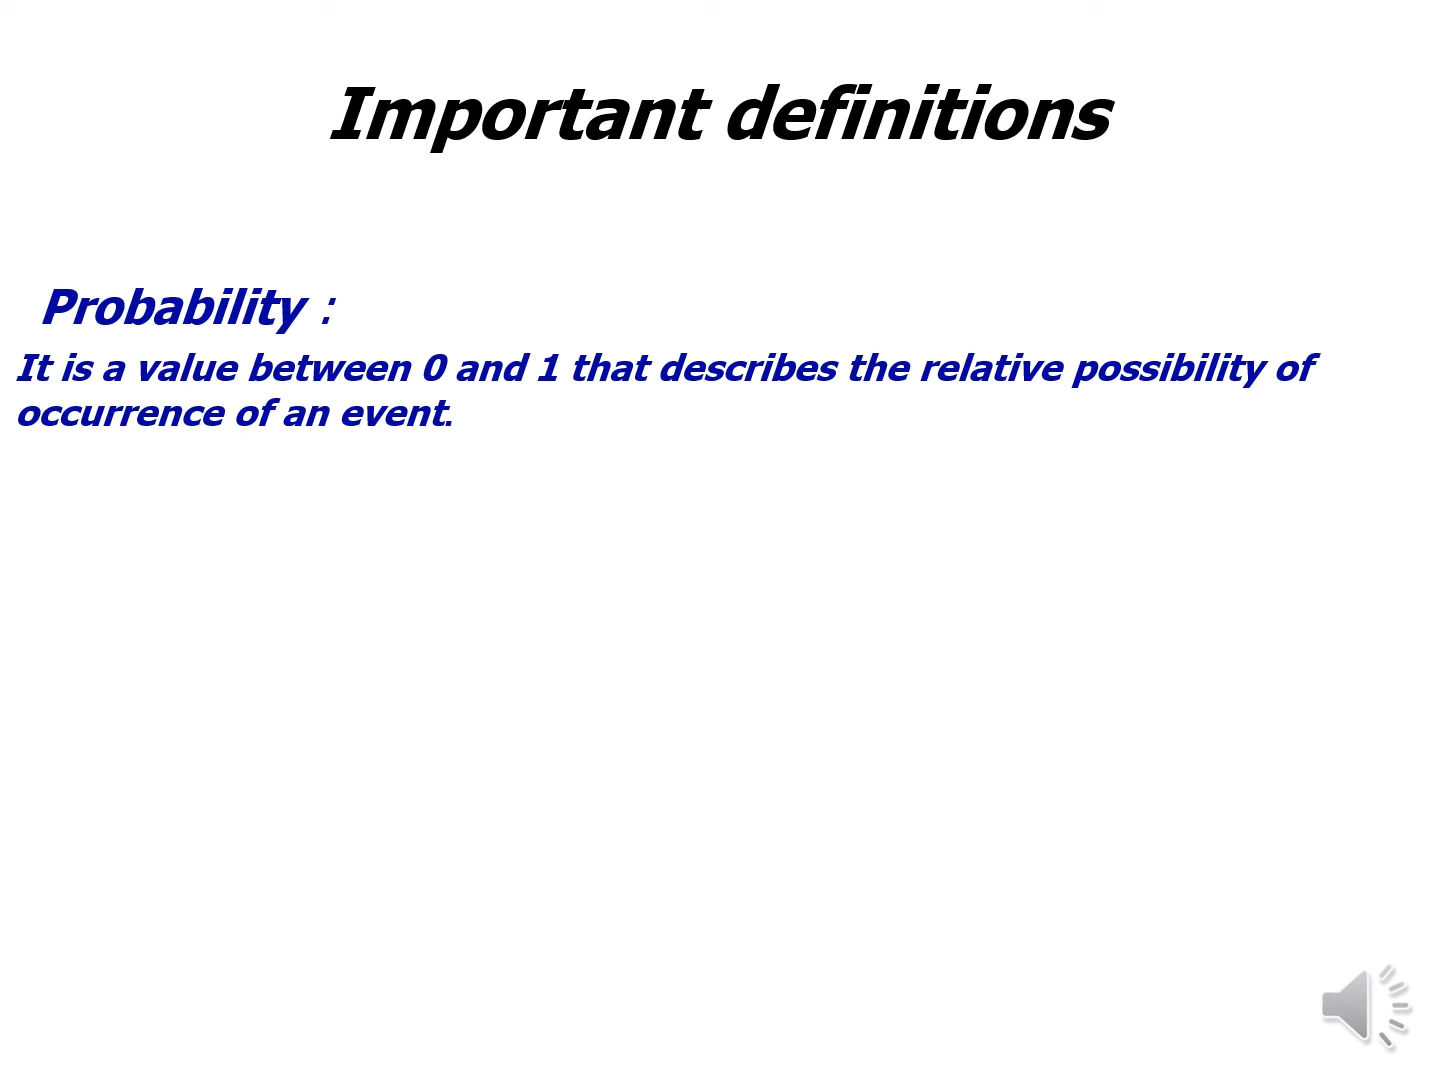 Important definitions
Probability :
It is a value between 0 and 1 that describes the relative possibility of
occurrence of an event.